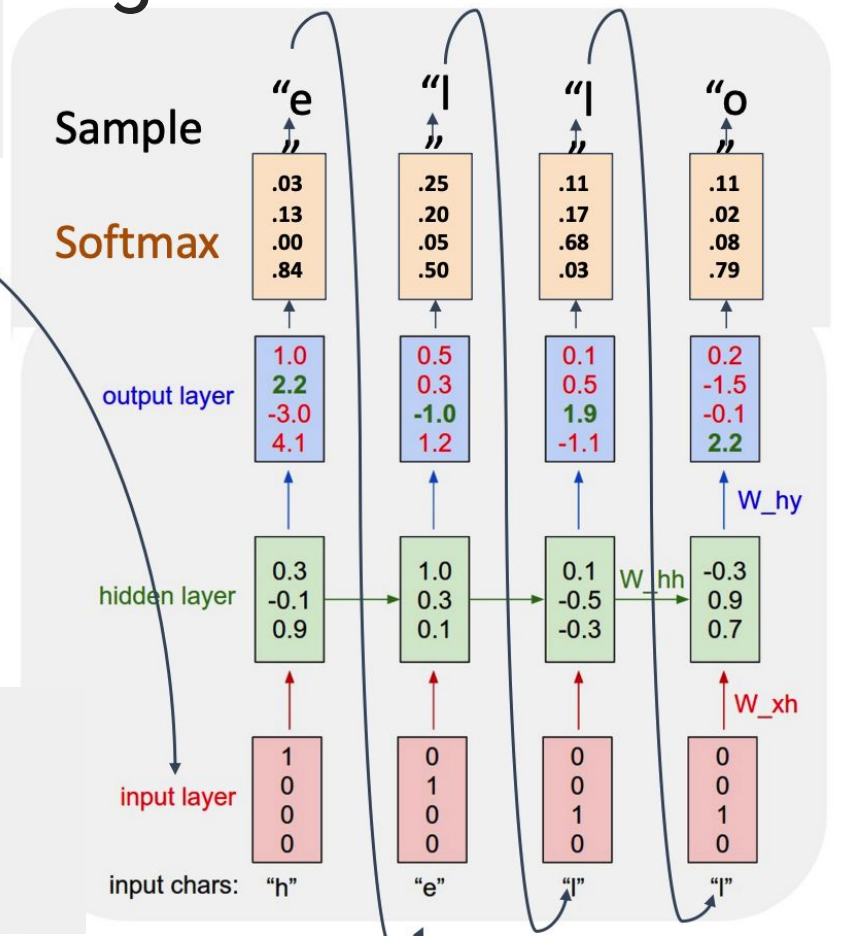 g
Sample “e” “l” “l” “o”
Softmax
.03 .25 .11 .11
.13 .20 .17 .02
.00 .05 .68 .08
.84 .50 .03 .79
output layer
1.0 0.5 0.1 0.2
2.2 0.3 0.5 -1.5
-3.0 -1.0 1.9 -0.1
4.1 1.2 -1.1 2.2
W_hy
hidden layer
0.3 1.0 0.1 -0.3
-0.1 0.3 -0.5 0.9
0.9 0.1 -0.3 0.7
W_hh
W_xh
input layer
1 0 0 0
0 1 0 0
0 0 1 1
0 0 0 0
input chars: “h” “e” “l” “l”